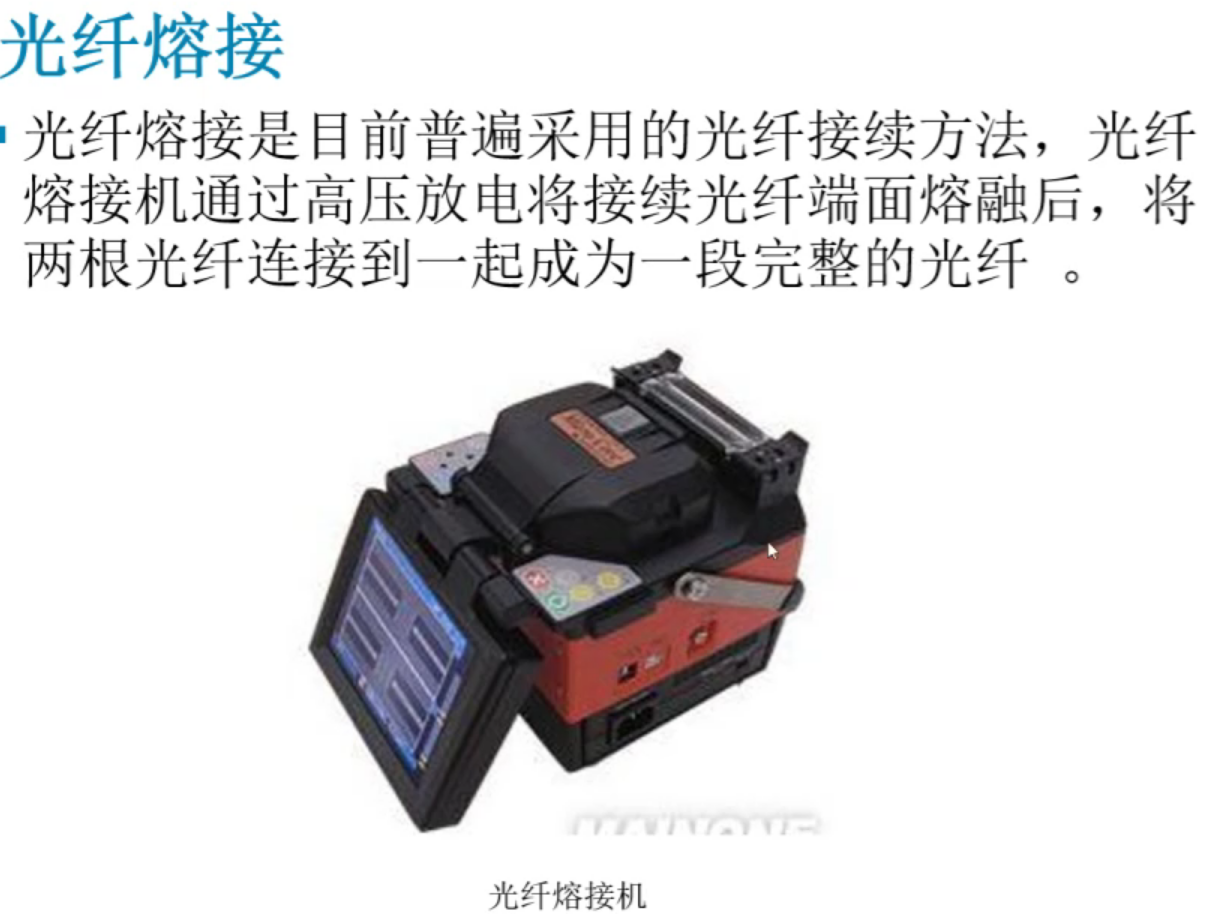 光纤熔接
光纤熔接是目前普遍采用的光纤接续方法，光纤
熔接机通过高压放电将接续光纤端面熔融后，将
两根光纤连接到一起成为一段完整的光纤 。
光纤熔接机